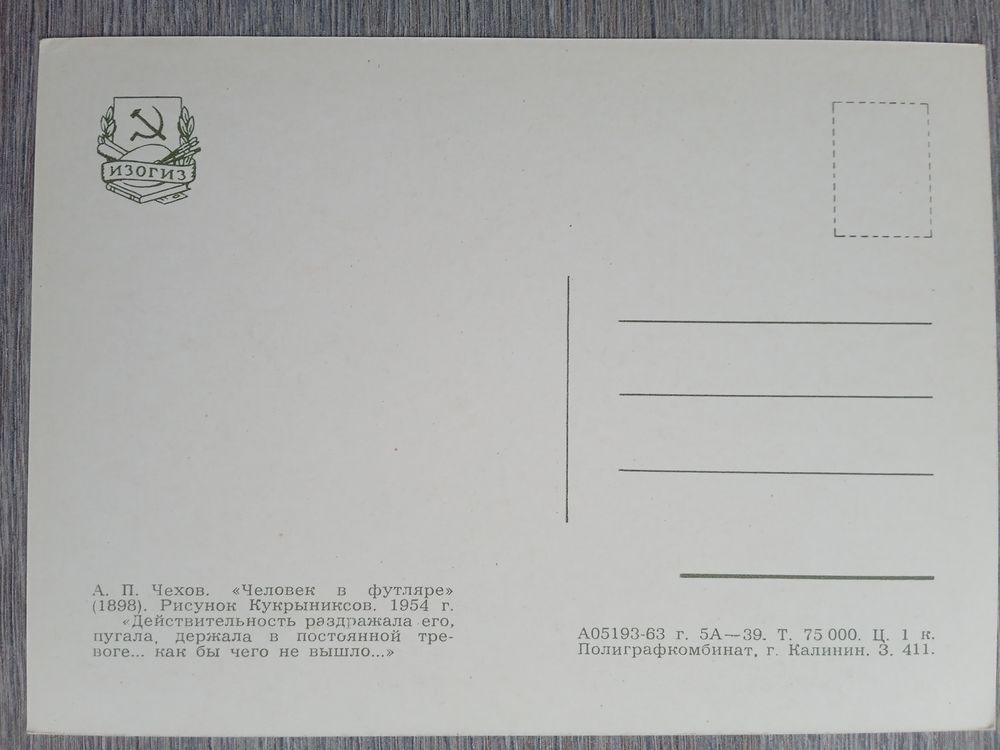 ИЗОГИЗ
А. П. Чехов. «Человек в футляре»
(1898). Рисунок Кукрыниксов. 1954 г.
«Действительность раздражала его,
пугала, держала в постоянной тре-
воге... как бы чего не вышло...»
А05193-63 г. 5А—39. Т. 75 000. Ц. 1 к.
Полиграфкомбинат, г. Калинин. З. 411.